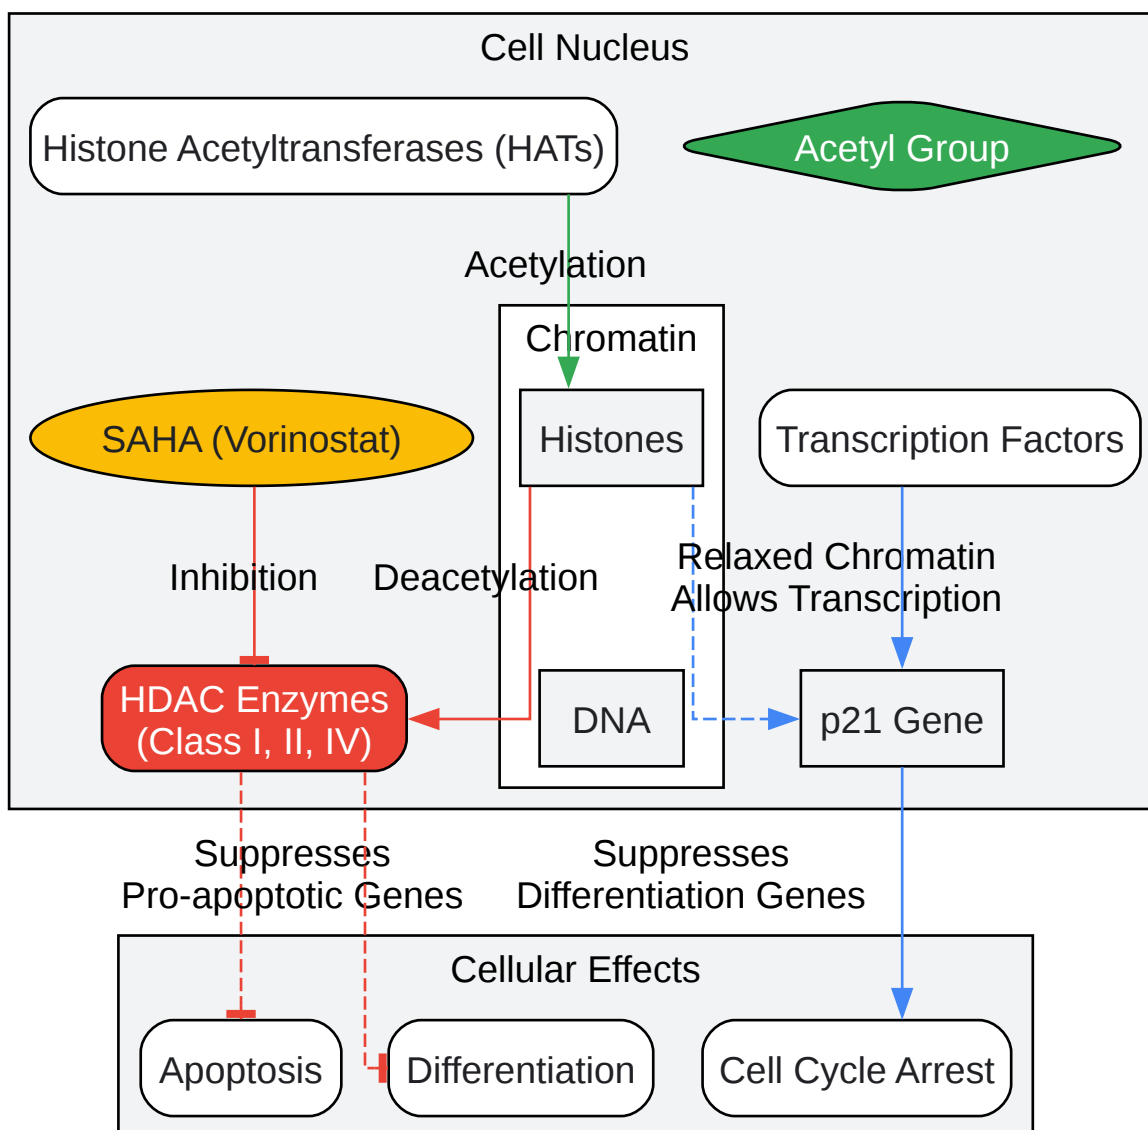 Cell Nucleus
Histone Acetyltransferases (HATs)
Acetyl Group
Acetylation
Chromatin
SAHA (Vorinostat)
Histones
Transcription Factors
Inhibition
Deacetylation
Relaxed Chromatin
Allows Transcription
HDAC Enzymes
(Class I, II, IV)
DNA
p21 Gene
Suppresses
Pro-apoptotic Genes
Suppresses
Differentiation Genes
Cellular Effects
Apoptosis
Differentiation
Cell Cycle Arrest